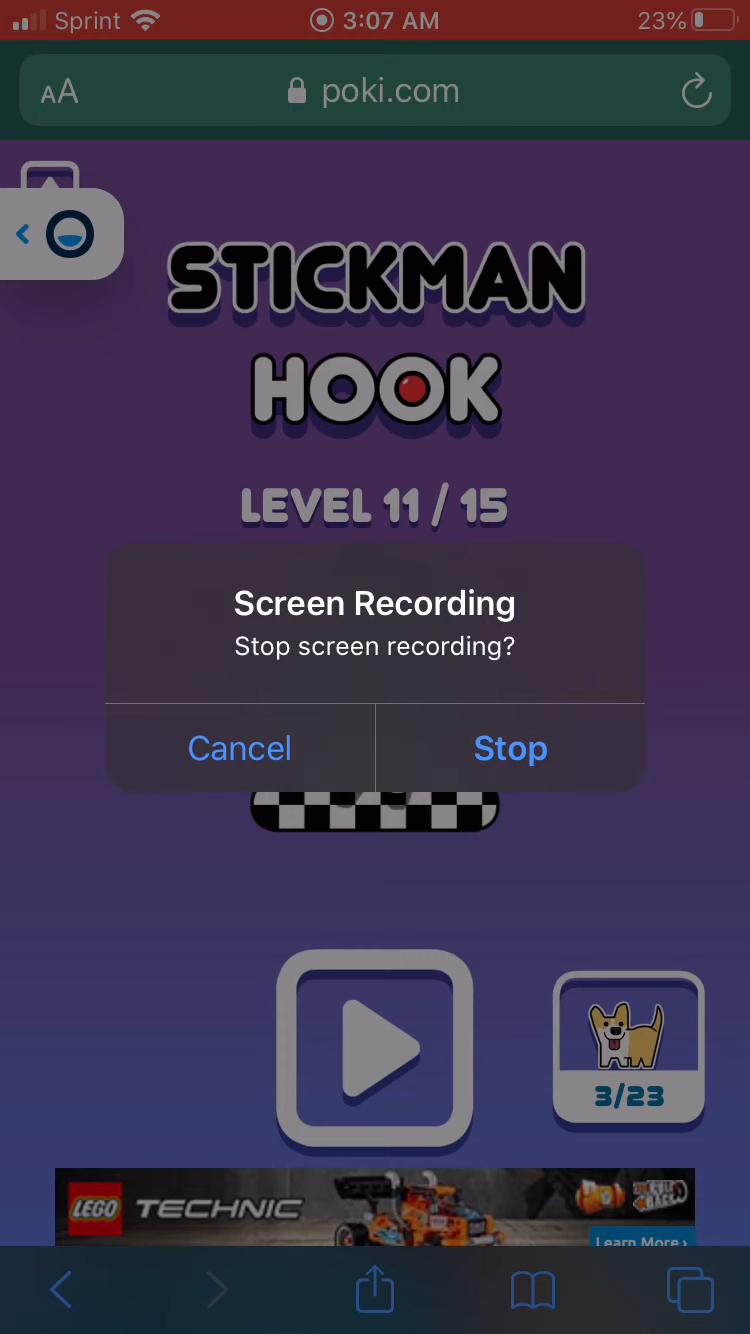 Sprint 3:07 AM 23%
AA poki.com
STICKMAN
HOOK
LEVEL 11 / 15
Screen Recording
Stop screen recording?
Cancel Stop
3/23
LEGO TECHNIC
Learn More ›